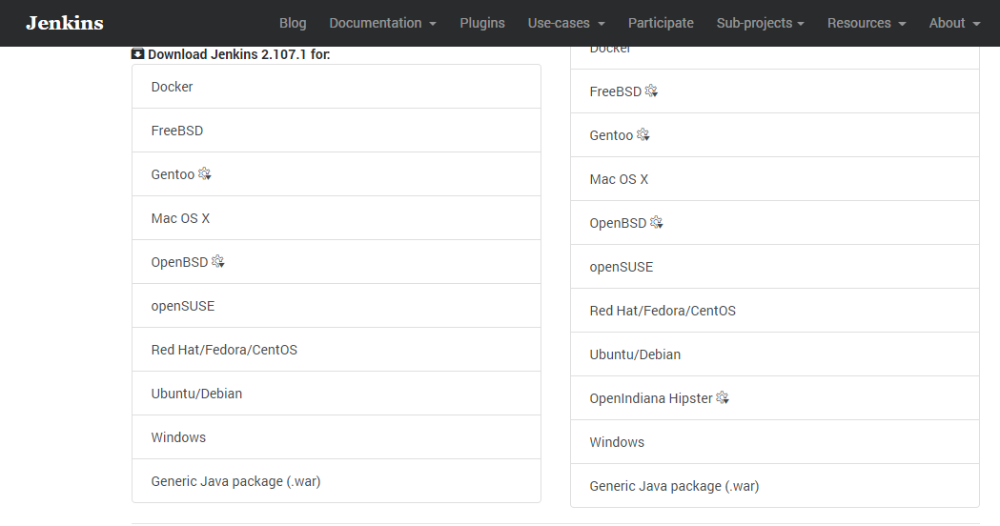 Jenkins
Blog Documentation Plugins Use-cases Participate Sub-projects Resources About
Download Jenkins 2.107.1 for:
Docker
FreeBSD
Gentoo
Mac OS X
OpenBSD
openSUSE
Red Hat/Fedora/CentOS
Ubuntu/Debian
Windows
Generic Java package (.war)
Docker
FreeBSD
Gentoo
Mac OS X
OpenBSD
openSUSE
Red Hat/Fedora/CentOS
Ubuntu/Debian
OpenIndiana Hipster
Windows
Generic Java package (.war)